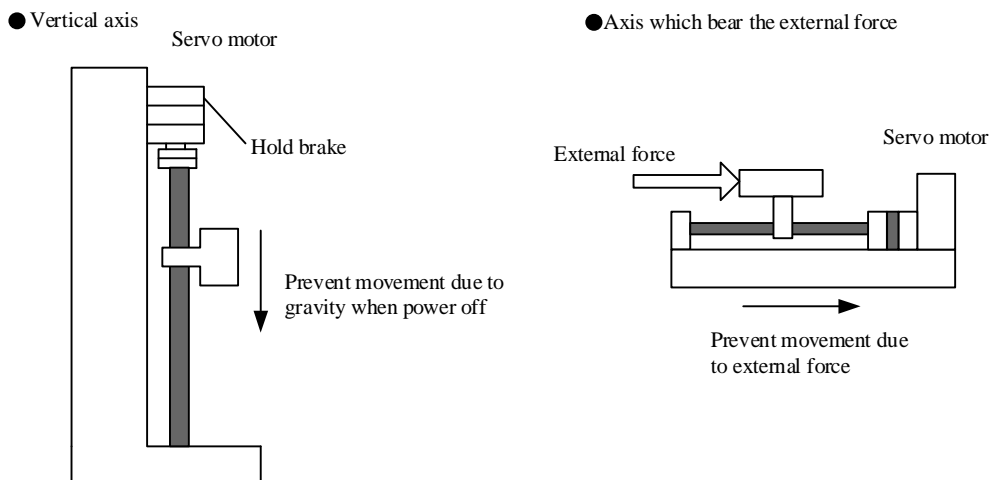 ● Vertical axis
Servo motor
Hold brake
Prevent movement due to
gravity when power off
●Axis which bear the external force
Servo motor
External force
Prevent movement due
to external force